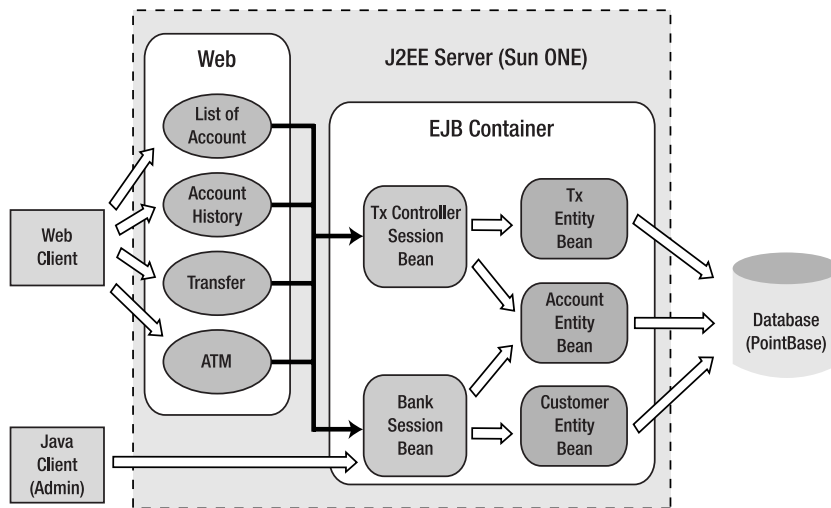 Web
J2EE Server (Sun ONE)
List of
Account
EJB Container
Account
History
Tx Controller
Session
Bean
Tx
Entity
Bean
Web
Client
Transfer
Account
Entity
Bean
Database
(PointBase)
ATM
Bank
Session
Bean
Customer
Entity
Bean
Java
Client
(Admin)